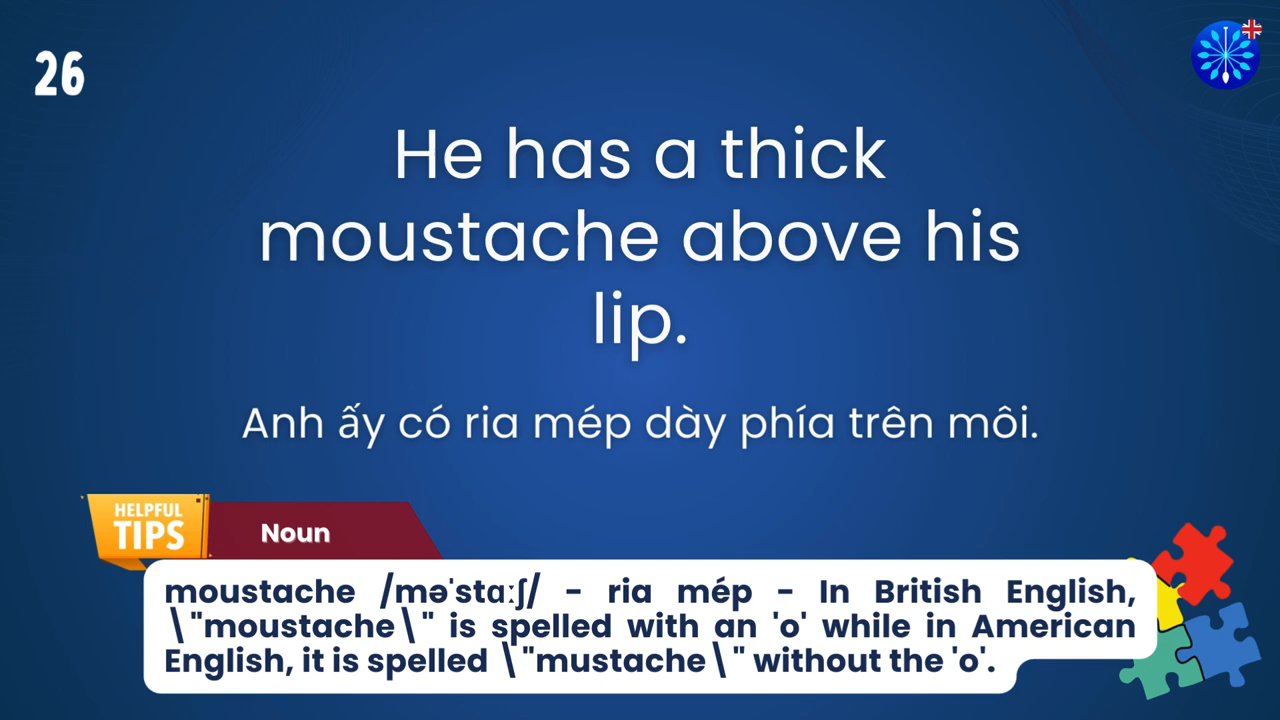 26
He has a thick
moustache above his
lip.
Anh ấy có ria mép dày phía trên môi.
HELPFUL
TIPS
Noun
moustache /məˈstɑːʃ/ - ria mép - In British English,
\"moustache\" is spelled with an 'o' while in American
English, it is spelled \"mustache\" without the 'o'.